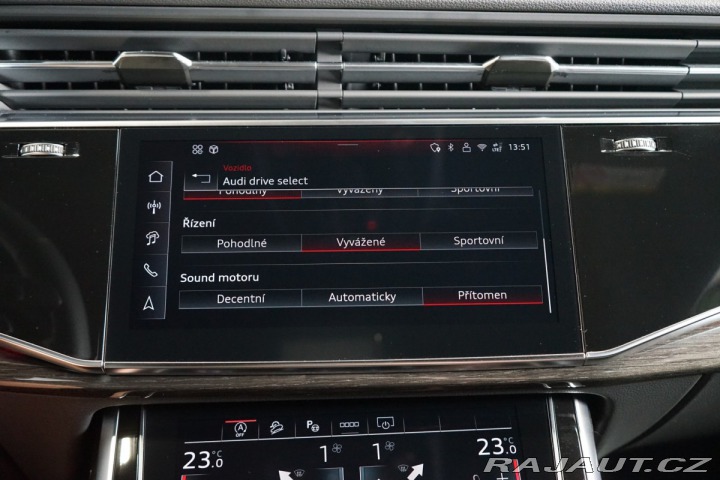 13:51
Vozidlo
Audi drive select
Pohodlný Vyvážený Sportovní
Řízení
Pohodlné Vyvážené Sportovní
Sound motoru
Decentní Automaticky Přítomen
A OFF P
23.0°C 1 1 23.0°C
RAJAUT.CZ